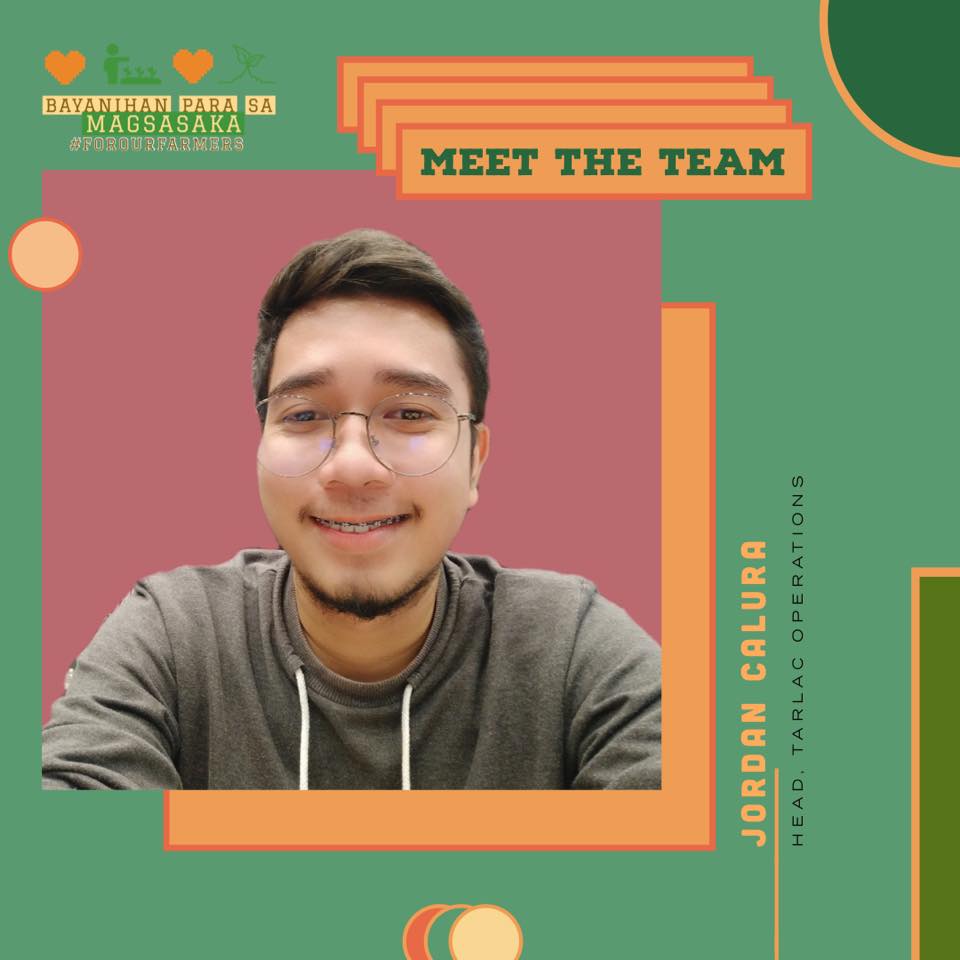 BAYANIHAN PARA SA
MAGSASAKA
#FOROURFARMERS
MEET THE TEAM
JORDAN CALURA
HEAD, TARLAC OPERATIONS